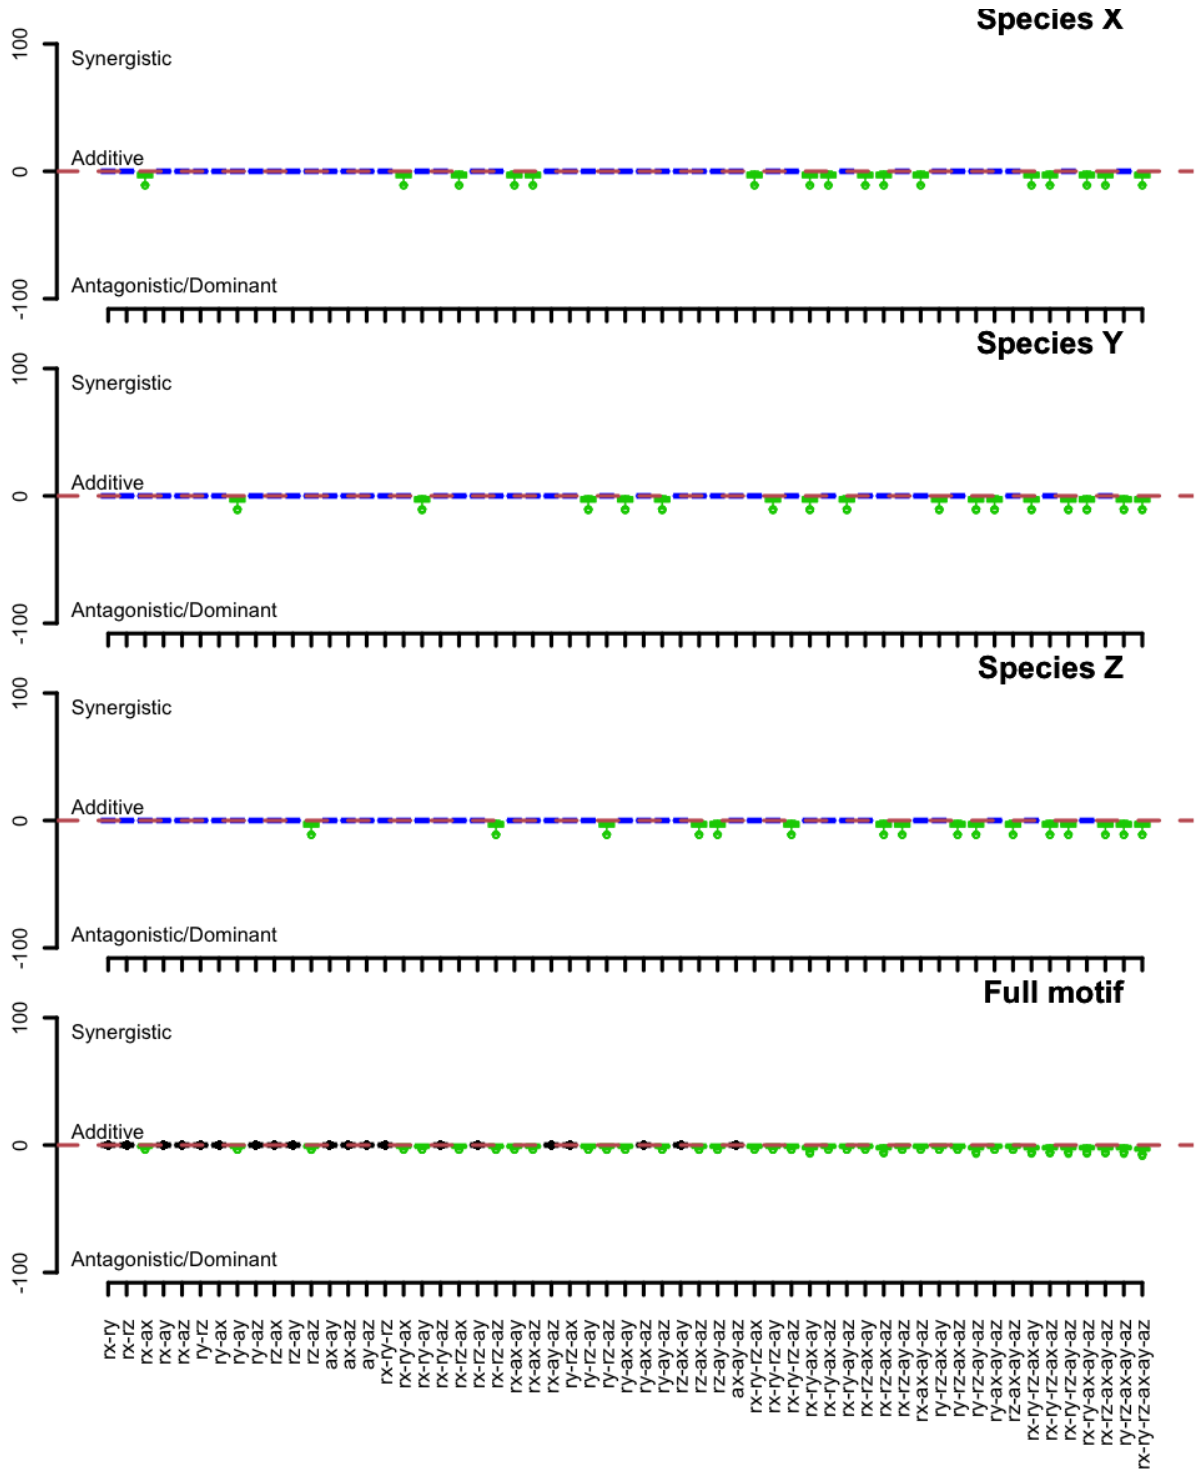 Species X
100
Synergistic
Additive
0
Antagonistic/Dominant
-100
Species Y
100
Synergistic
Additive
0
Antagonistic/Dominant
-100
Species Z
100
Synergistic
Additive
0
Antagonistic/Dominant
-100
Full motif
100
Synergistic
Additive
0
Antagonistic/Dominant
-100
rx-ry
rx-rz
rx-ax
rx-ay
rx-az
ry-rz
ry-ax
ry-ay
ry-az
rz-ax
rz-ay
rz-az
ax-ay
ax-az
ay-az
rx-ry-rz
rx-ry-ax
rx-ry-ay
rx-ry-az
rx-rz-ax
rx-rz-ay
rx-rz-az
rx-ax-ay
rx-ax-az
rx-ay-az
ry-rz-ax
ry-rz-ay
ry-rz-az
ry-ax-ay
ry-ax-az
ry-ay-az
rz-ax-ay
rz-ax-az
rz-ay-az
ax-ay-az
rx-ry-rz-ax
rx-ry-rz-ay
rx-ry-rz-az
rx-ry-ax-ay
rx-ry-ax-az
rx-ry-ay-az
rx-rz-ax-ay
rx-rz-ax-az
rx-rz-ay-az
rx-ax-ay-az
ry-rz-ax-ay
ry-rz-ax-az
ry-rz-ay-az
ry-ax-ay-az
rz-ax-ay-az
rx-ry-rz-ax-ay
rx-ry-rz-ax-az
rx-ry-rz-ay-az
rx-ry-ax-ay-az
rx-rz-ax-ay-az
ry-rz-ax-ay-az
rx-ry-rz-ax-ay-az